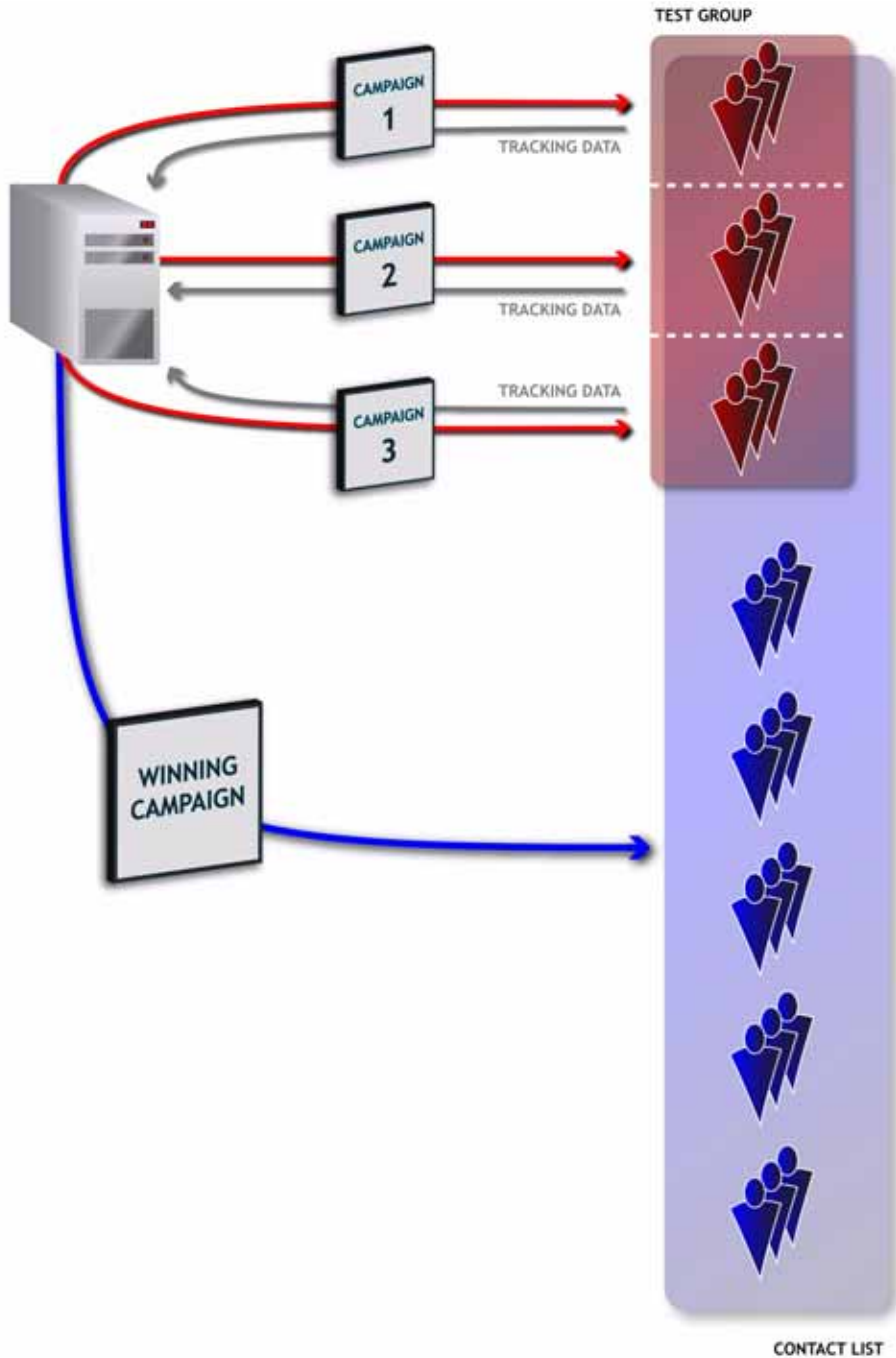 TEST GROUP
CAMPAIGN
1
TRACKING DATA
CAMPAIGN
2
TRACKING DATA
TRACKING DATA
CAMPAIGN
3
WINNING
CAMPAIGN
CONTACT LIST